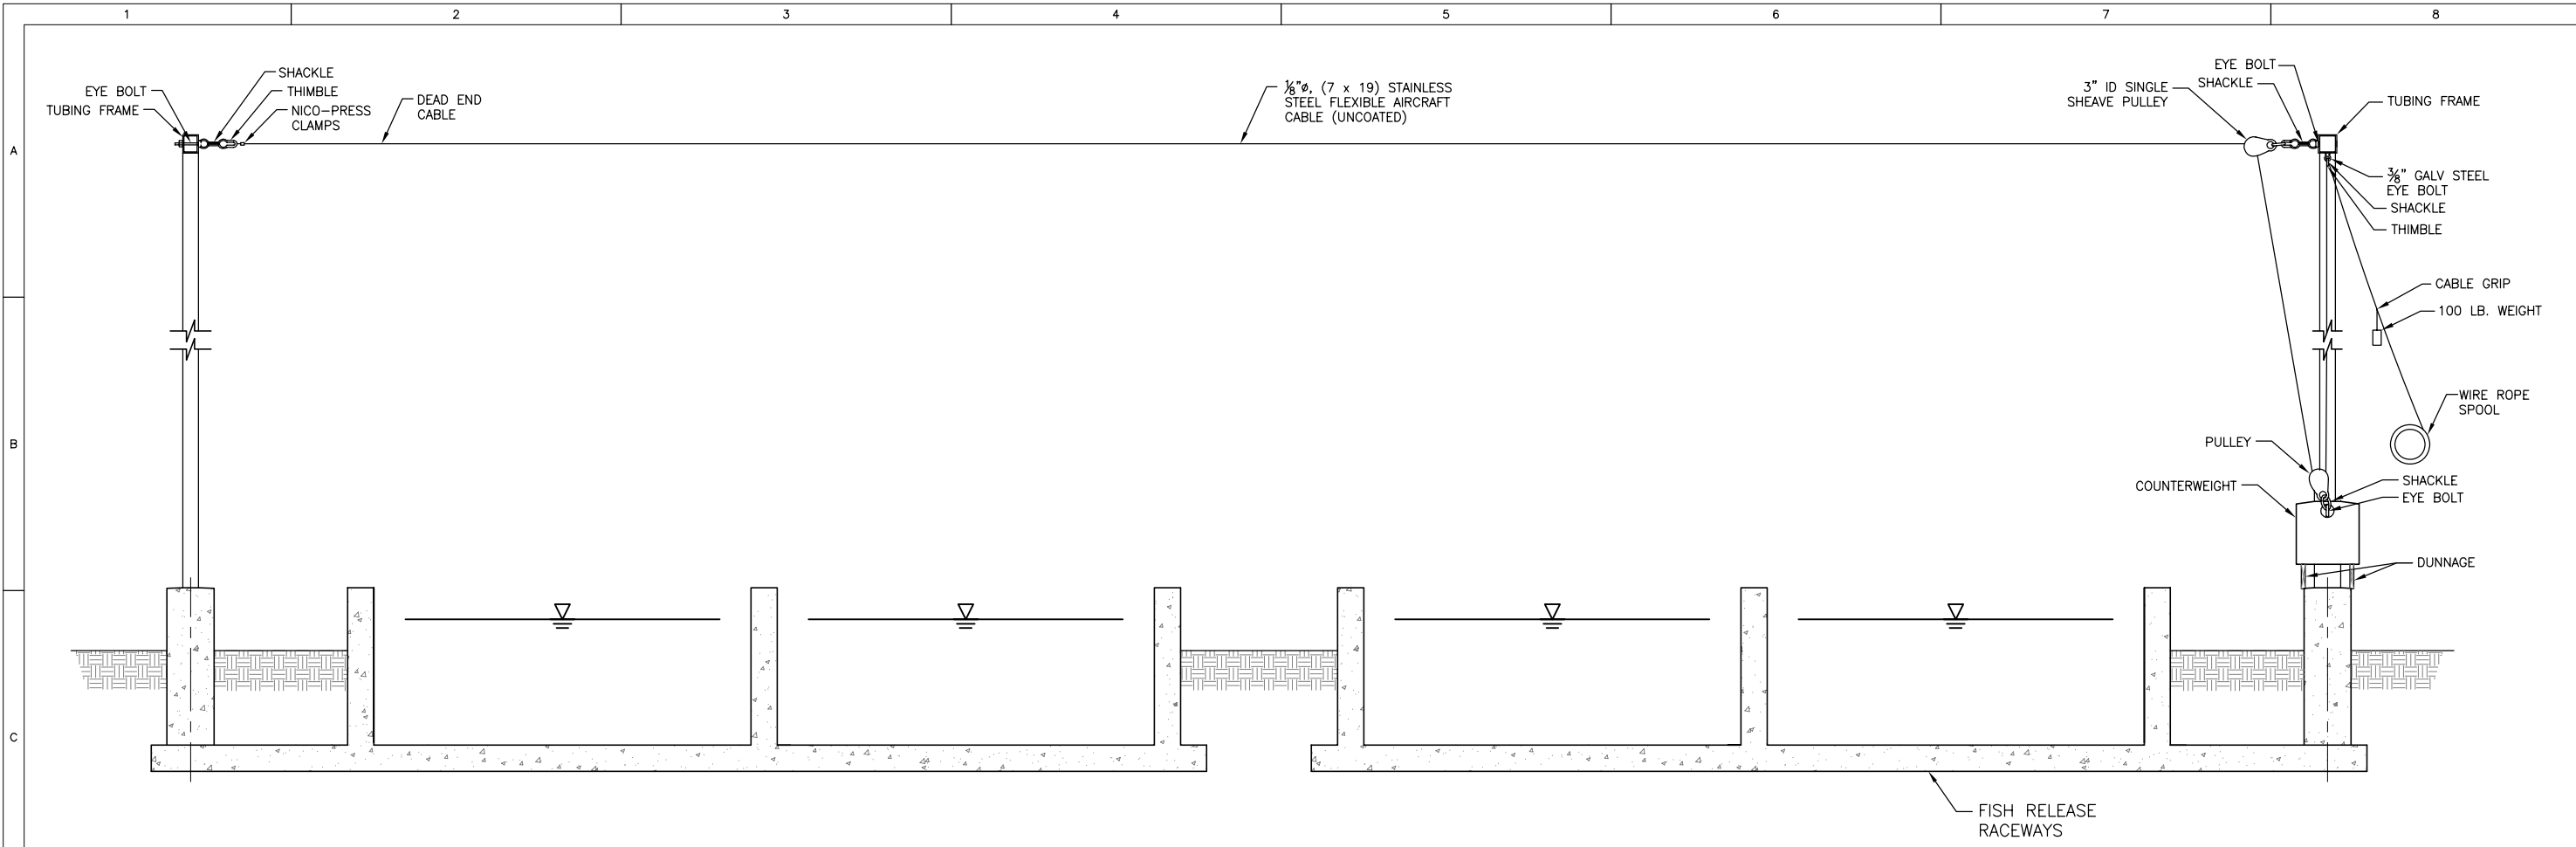 1 2 3 4 5 6 7 8
A
B
C
SHACKLE
EYE BOLT
THIMBLE
TUBING FRAME
NICO-PRESS
CLAMPS
DEAD END
CABLE
⅛"ø, (7 x 19) STAINLESS
STEEL FLEXIBLE AIRCRAFT
CABLE (UNCOATED)
EYE BOLT
3" ID SINGLE
SHEAVE PULLEY
SHACKLE
TUBING FRAME
⅜" GALV STEEL
EYE BOLT
SHACKLE
THIMBLE
CABLE GRIP
100 LB. WEIGHT
WIRE ROPE
SPOOL
PULLEY
COUNTERWEIGHT
SHACKLE
EYE BOLT
DUNNAGE
FISH RELEASE
RACEWAYS